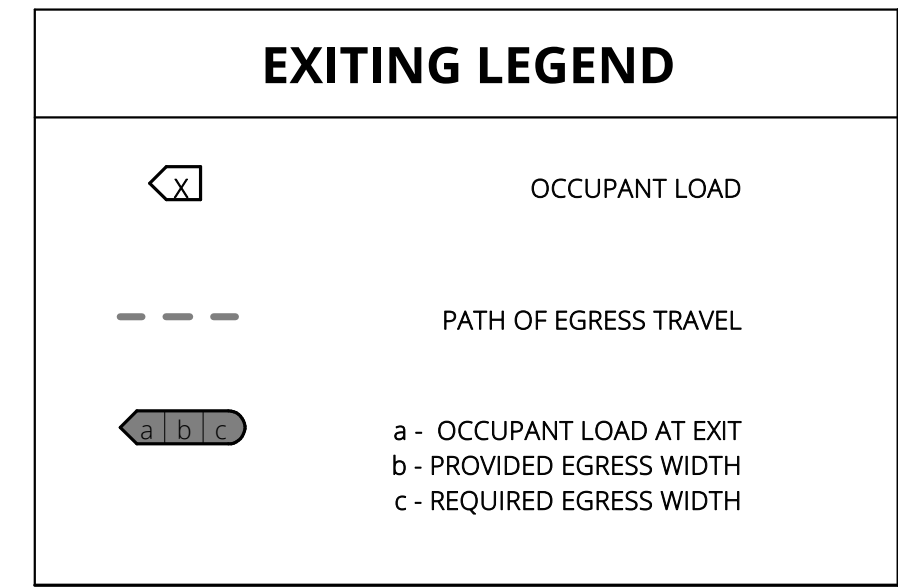 EXITING LEGEND
X OCCUPANT LOAD
PATH OF EGRESS TRAVEL
a b c a - OCCUPANT LOAD AT EXIT
b - PROVIDED EGRESS WIDTH
c - REQUIRED EGRESS WIDTH